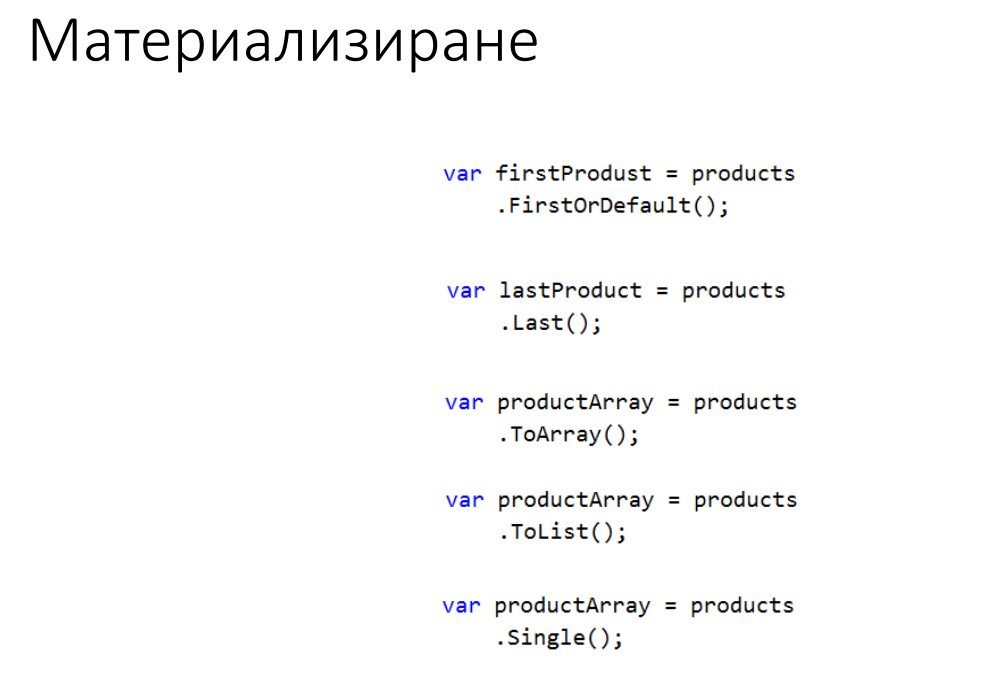 Материализиране
var firstProdust = products
.FirstOrDefault();
var lastProduct = products
.Last();
var productArray = products
.ToArray();
var productArray = products
.ToList();
var productArray = products
.Single();